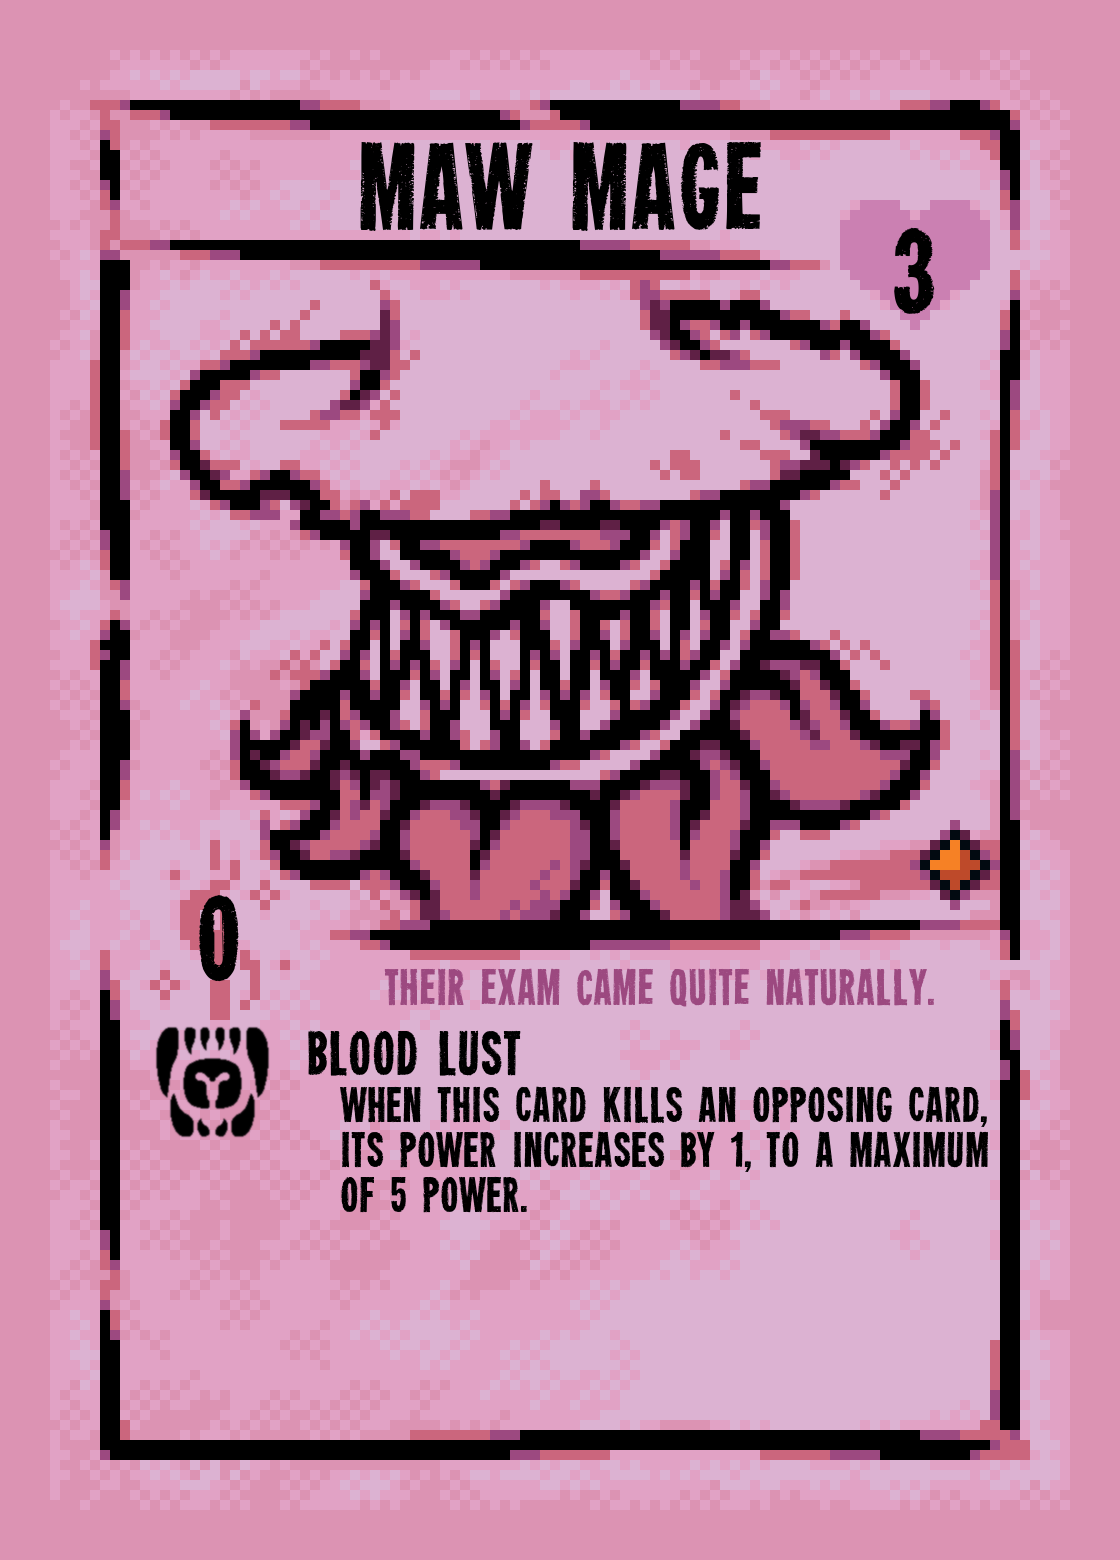 MAW MAGE
3
0
THEIR EXAM CAME QUITE NATURALLY.
BLOOD LUST
WHEN THIS CARD KILLS AN OPPOSING CARD,
ITS POWER INCREASES BY 1, TO A MAXIMUM
OF 5 POWER.